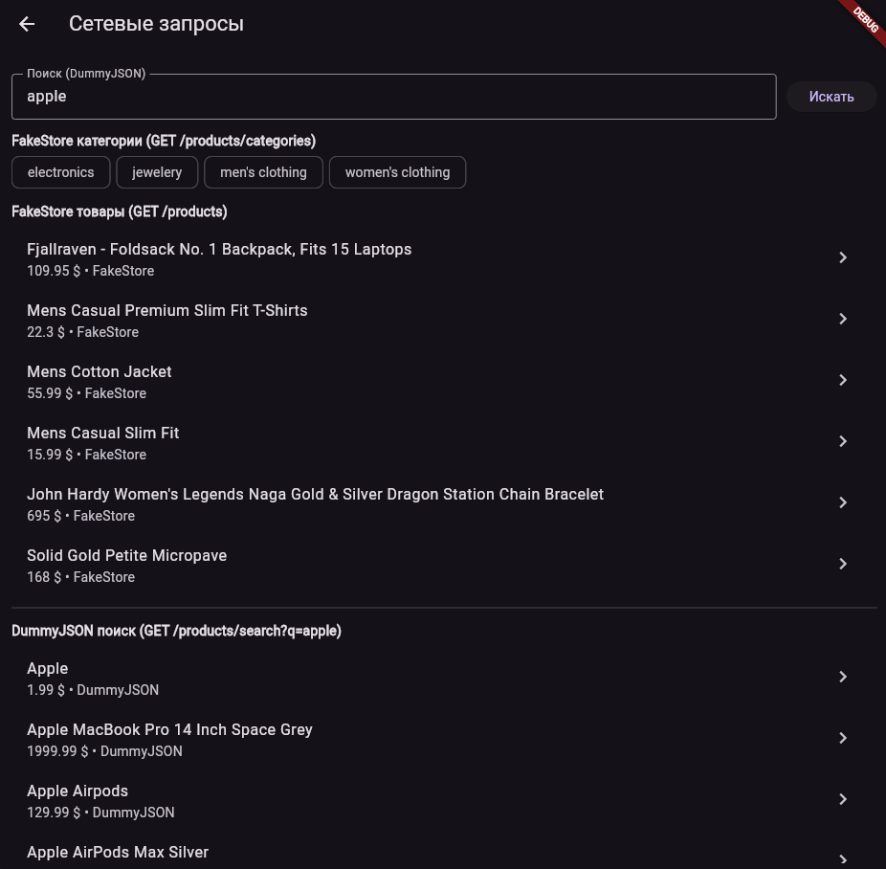 Сетевые запросы
DEBUG
Поиск (DummyJSON)
apple
Искать
FakeStore категории (GET /products/categories)
electronics
jewelery
men's clothing
women's clothing
FakeStore товары (GET /products)
Fjallraven - Foldsack No. 1 Backpack, Fits 15 Laptops
109.95 $ • FakeStore
Mens Casual Premium Slim Fit T-Shirts
22.3 $ • FakeStore
Mens Cotton Jacket
55.99 $ • FakeStore
Mens Casual Slim Fit
15.99 $ • FakeStore
John Hardy Women's Legends Naga Gold & Silver Dragon Station Chain Bracelet
695 $ • FakeStore
Solid Gold Petite Micropave
168 $ • FakeStore
DummyJSON поиск (GET /products/search?q=apple)
Apple
1.99 $ • DummyJSON
Apple MacBook Pro 14 Inch Space Grey
1999.99 $ • DummyJSON
Apple Airpods
129.99 $ • DummyJSON
Apple AirPods Max Silver